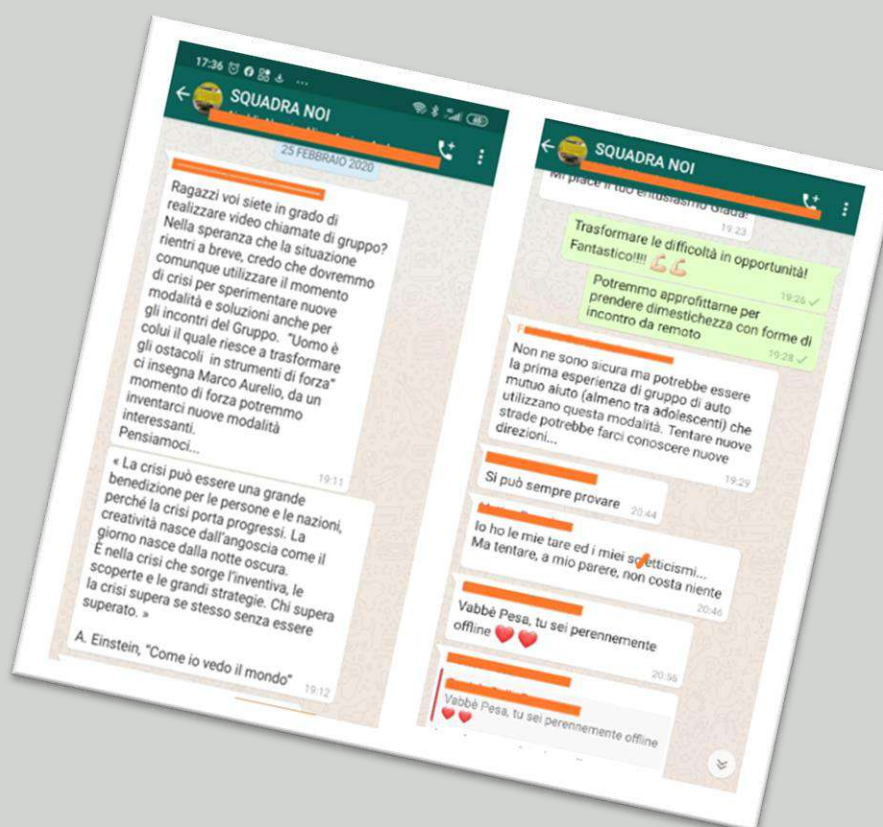 17:36
SQUADRA NOI
25 FEBBRAIO 2020
Ragazzi voi siete in grado di
realizzare video chiamate di gruppo?
Nella speranza che la situazione
rientri a breve, credo che dovremmo
comunque utilizzare il momento
di crisi per sperimentare nuove
modalità e soluzioni anche per
gli incontri del Gruppo. "Uomo è
colui il quale riesce a trasformare
gli ostacoli in strumenti di forza"
ci insegna Marco Aurelio, da un
momento di forza potremmo
inventarci nuove modalità
interessanti.
Pensiamoci...
19:11
« La crisi può essere una grande
benedizione per le persone e le nazioni,
perché la crisi porta progressi. La
creatività nasce dall'angoscia come il
giorno nasce dalla notte oscura.
È nella crisi che sorge l'inventiva, le
scoperte e le grandi strategie. Chi supera
la crisi supera se stesso senza essere
superato. »
A. Einstein, "Come io vedo il mondo"
19:12
SQUADRA NOI
Mi piace il tuo entusiasmo Giada!
19:23
Trasformare le difficoltà in opportunità!
Fantastico!!!! 💪💪
19:26
Potremmo approfittarne per
prendere dimestichezza con forme di
incontro da remoto
19:28
Non ne sono sicura ma potrebbe essere
la prima esperienza di gruppo di auto
mutuo aiuto (almeno tra adolescenti) che
utilizzano questa modalità. Tentare nuove
strade potrebbe farci conoscere nuove
direzioni...
19:29
Si può sempre provare
20:44
Io ho le mie tare ed i miei scetticismi...
Ma tentare, a mio parere, non costa niente
20:46
Vabbè Pesa, tu sei perennemente
offline ❤️❤️
20:56
Vabbè Pesa, tu sei perennemente offline
❤️❤️